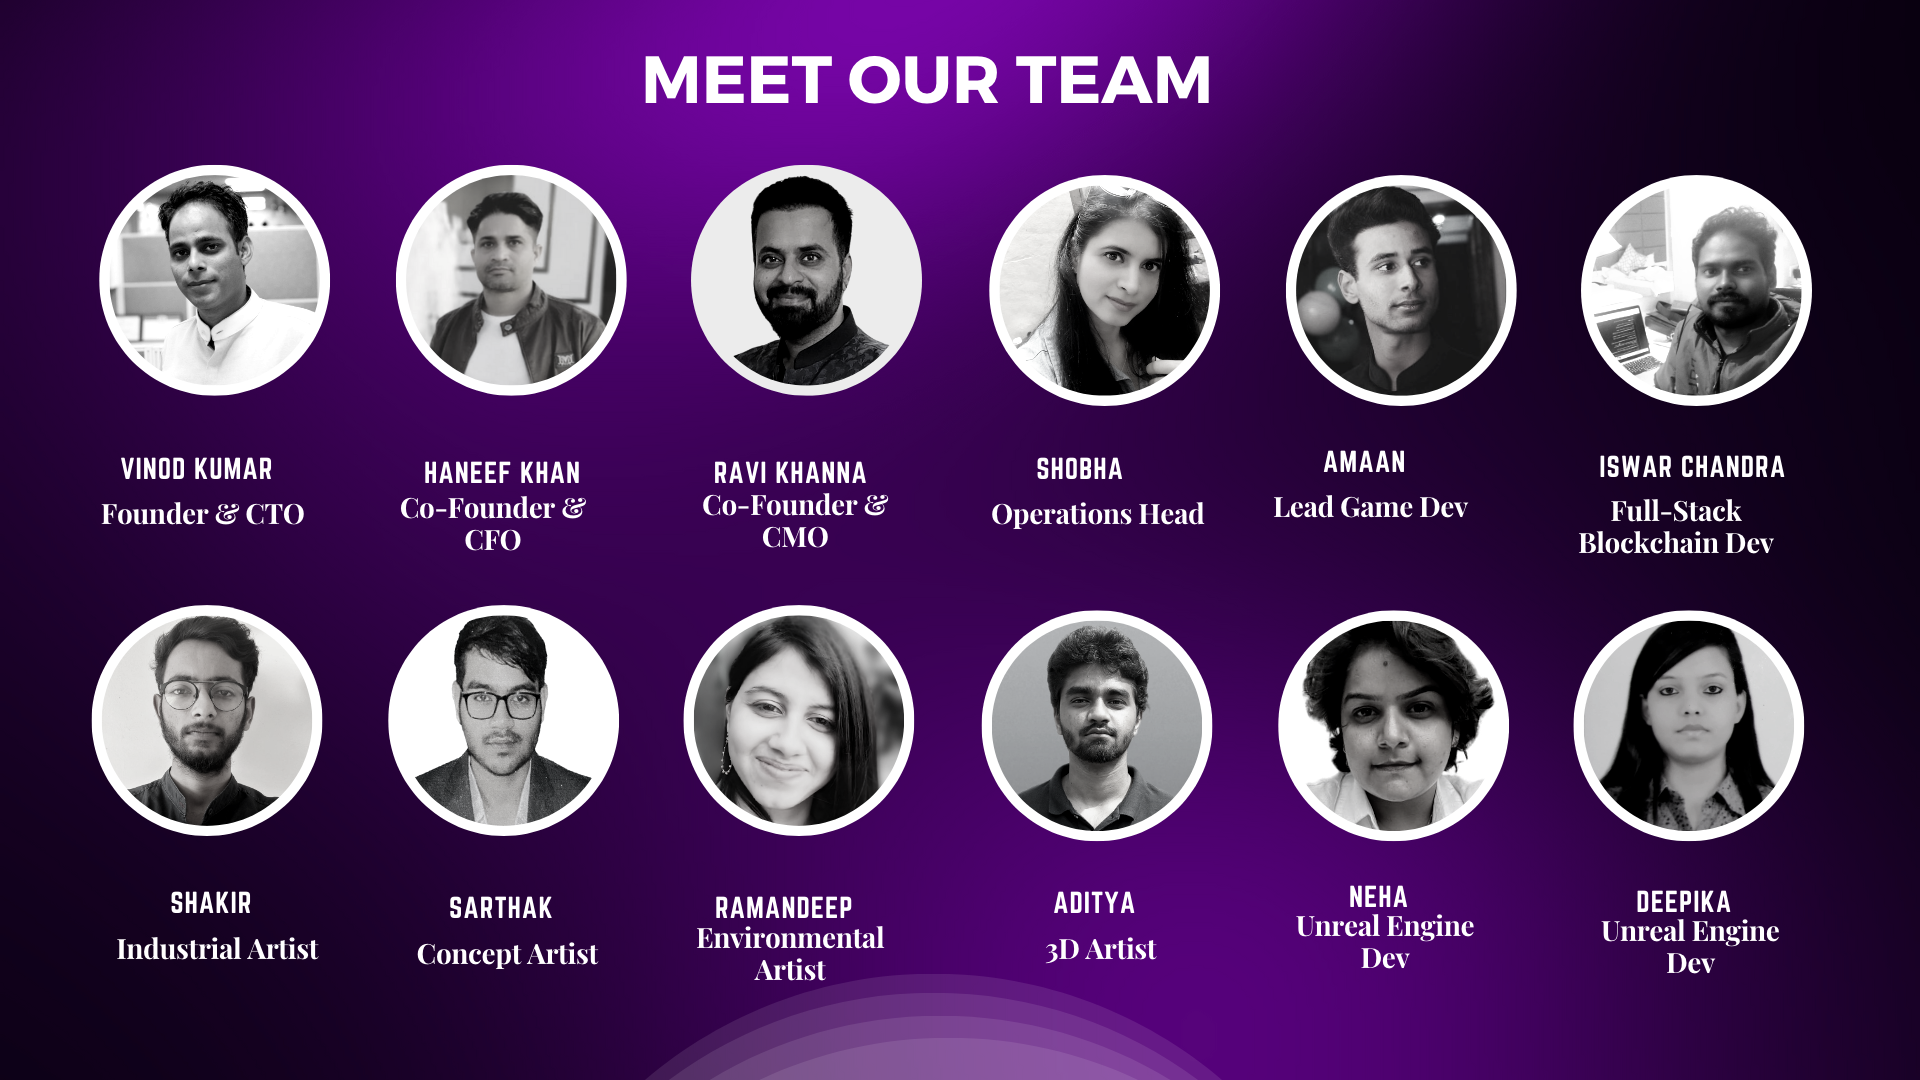 MEET OUR TEAM
VINOD KUMAR
Founder & CTO
HANEEF KHAN
Co-Founder &
CFO
RAVI KHANNA
Co-Founder &
CMO
SHOBHA
Operations Head
AMAAN
Lead Game Dev
ISWAR CHANDRA
Full-Stack
Blockchain Dev
SHAKIR
Industrial Artist
SARTHAK
Concept Artist
RAMANDEEP
Environmental
Artist
ADITYA
3D Artist
NEHA
Unreal Engine
Dev
DEEPIKA
Unreal Engine
Dev